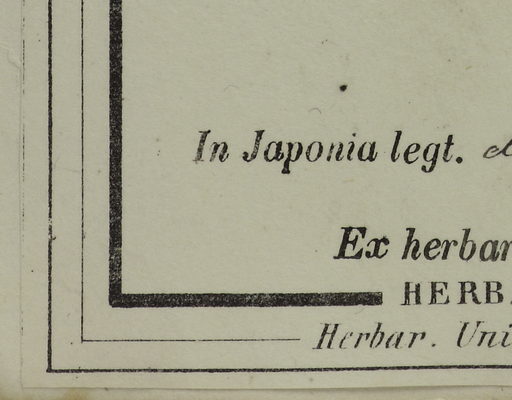 In Japonia legt.
Ex herbar
HERB
Herbar. Uni